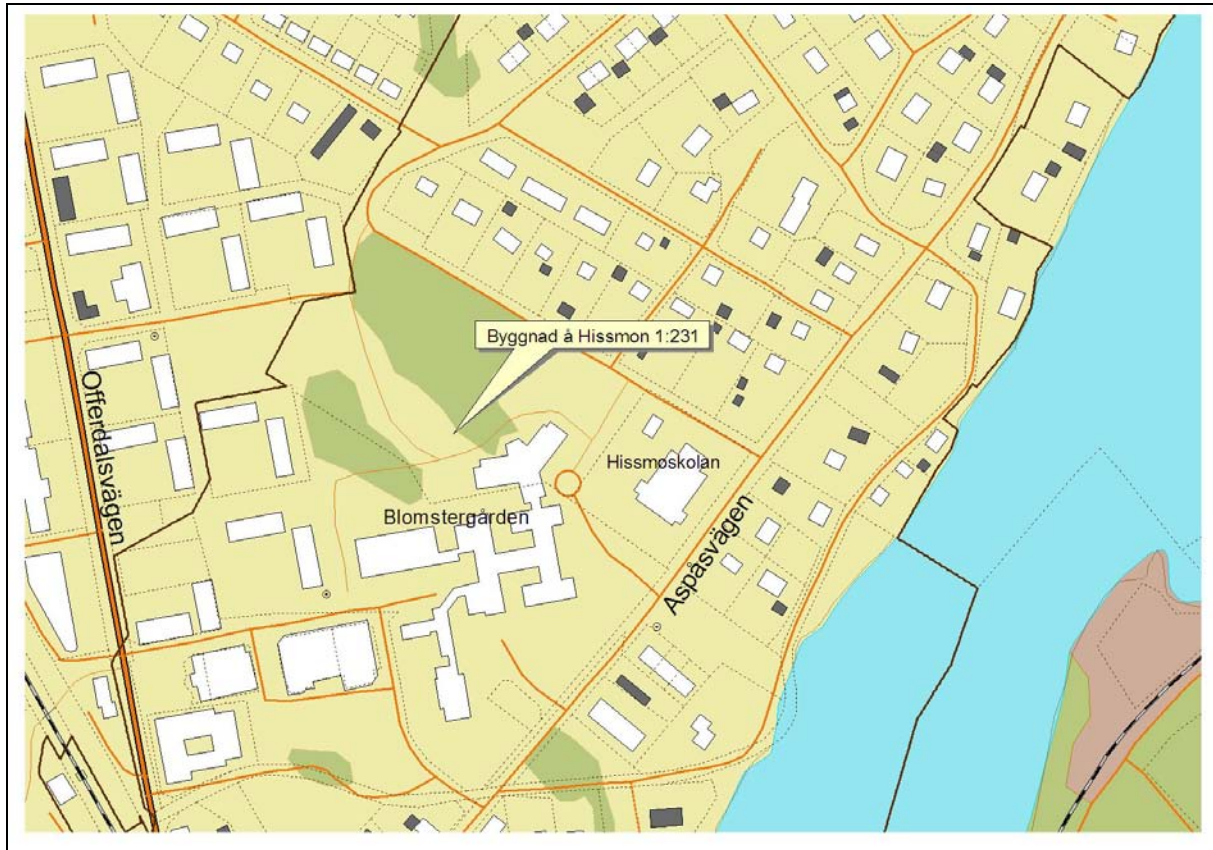 Byggnad å Hissmon 1:231
Offerdalsvägen
Hissmoskolan
Blomstergården
Aspåsvägen